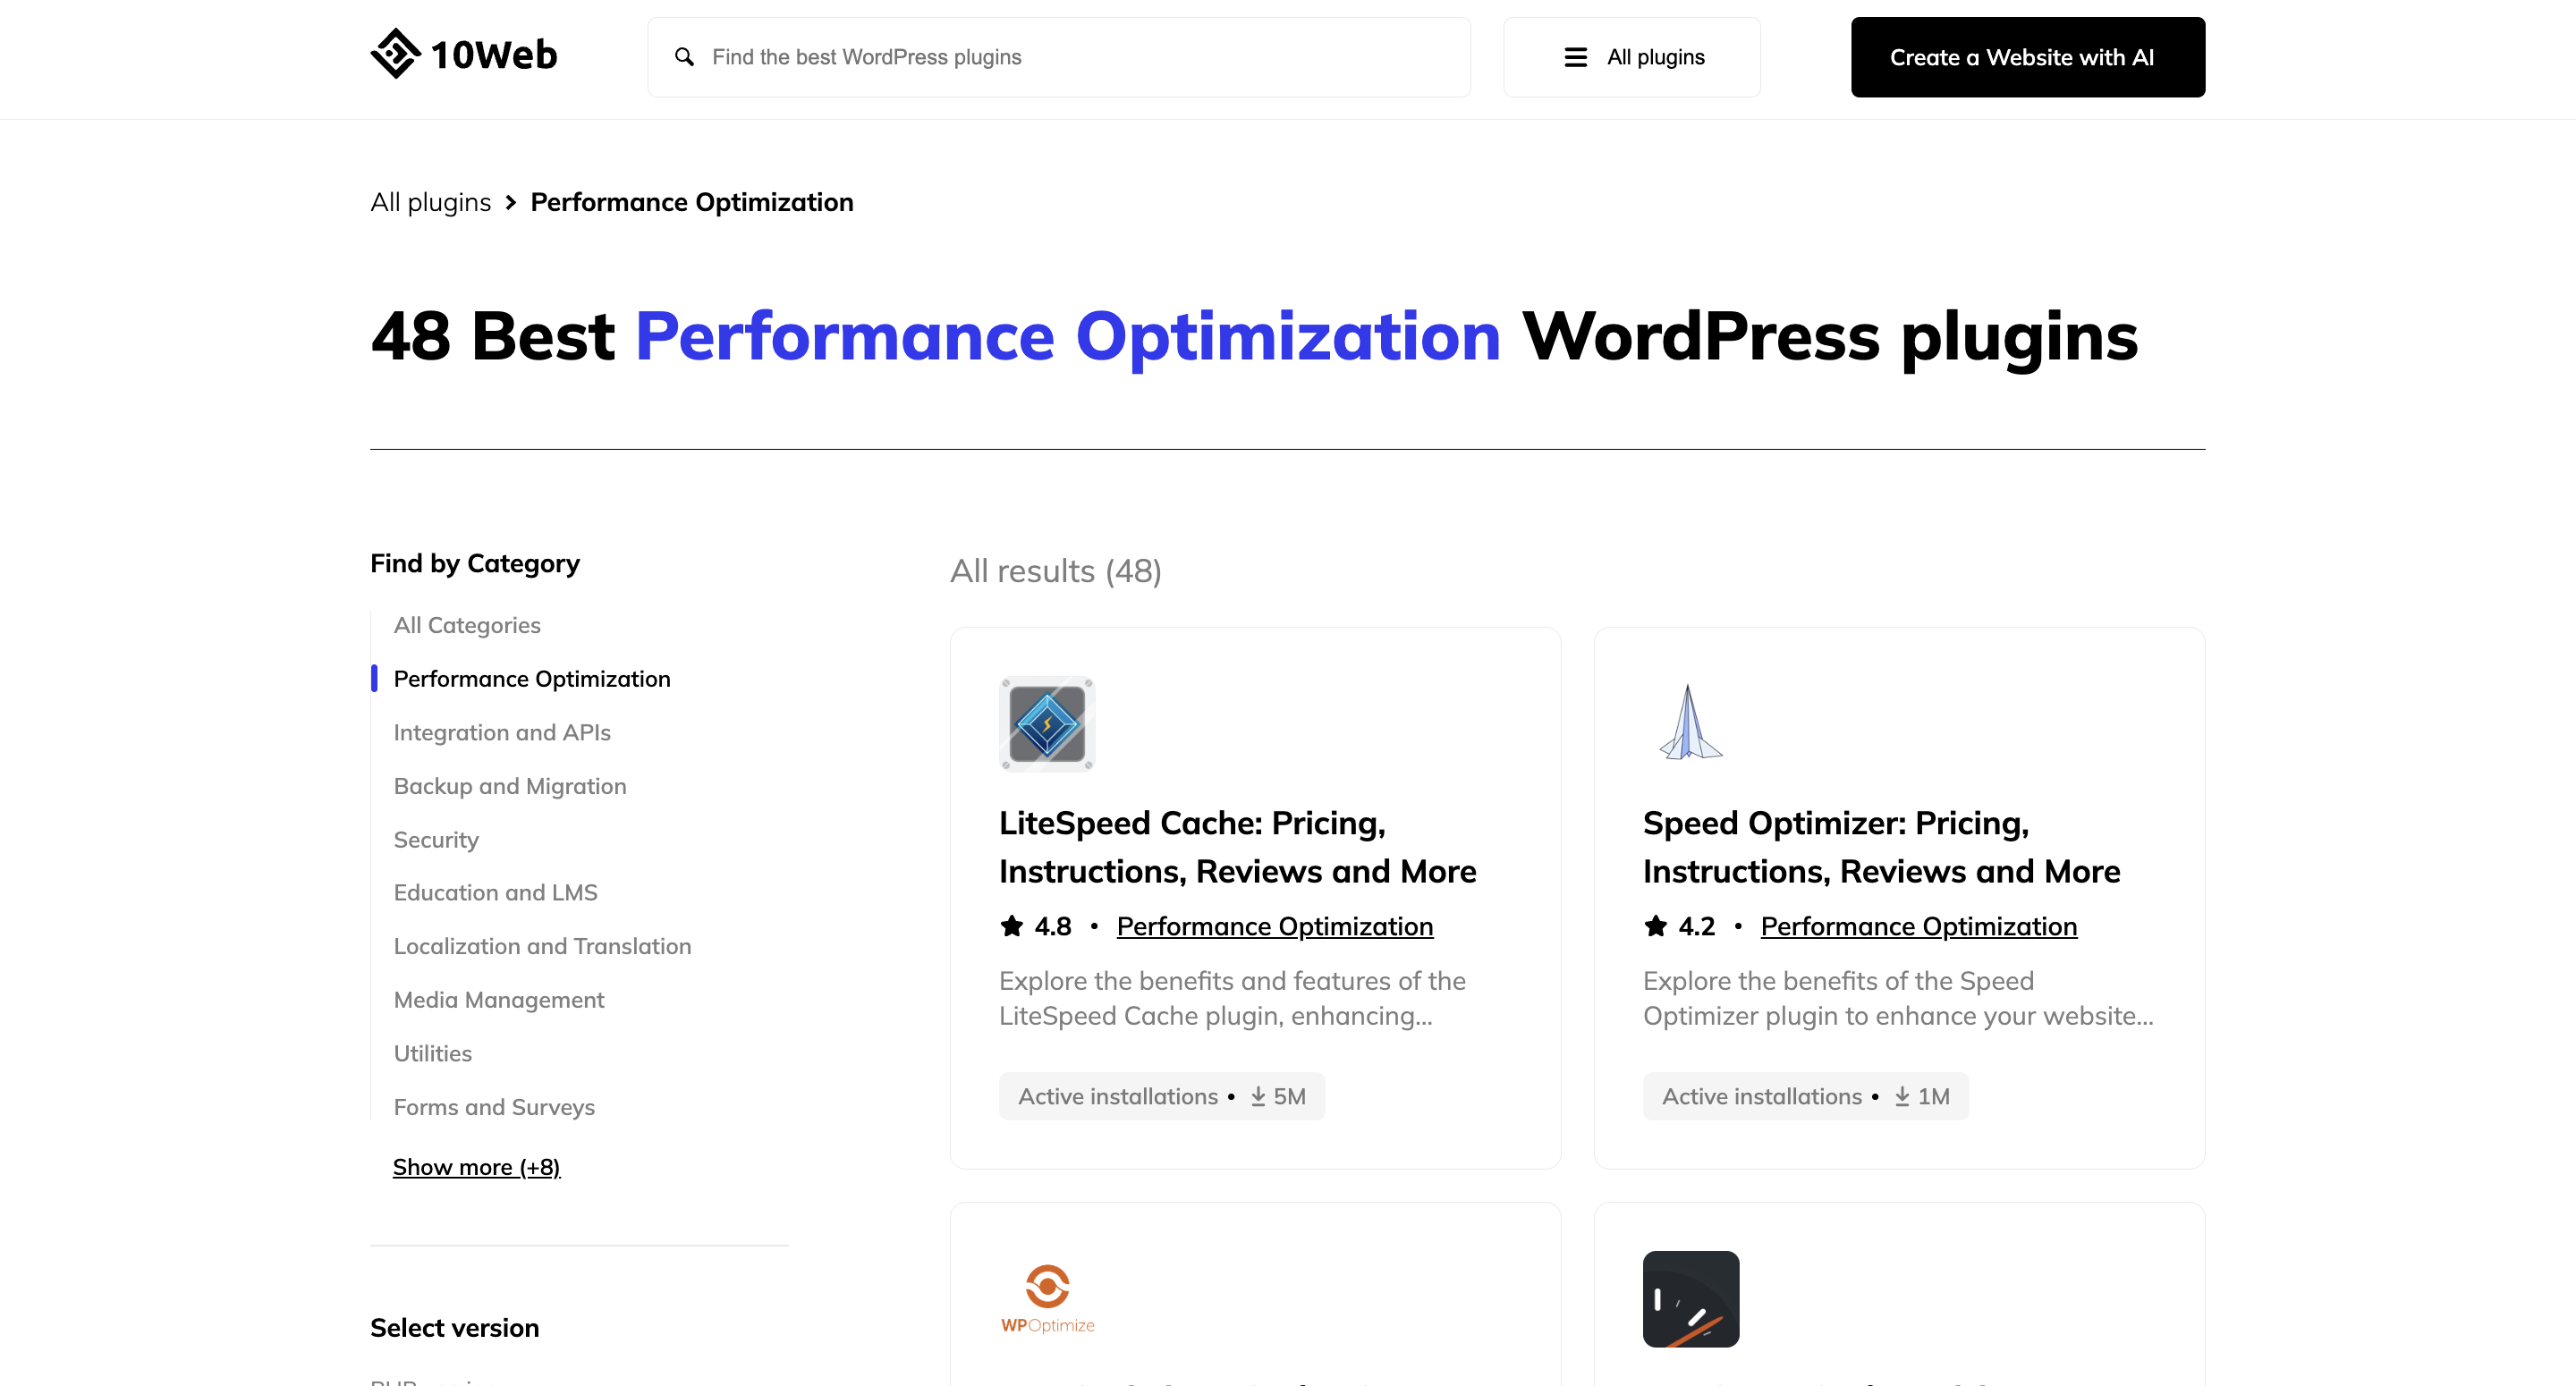 10Web
Find the best WordPress plugins
All plugins
Create a Website with AI
All plugins
Performance Optimization
48 Best Performance Optimization WordPress plugins
Find by Category
All Categories
Performance Optimization
Integration and APIs
Backup and Migration
Security
Education and LMS
Localization and Translation
Media Management
Utilities
Forms and Surveys
Show more (+8)
Select version
All results (48)
LiteSpeed Cache: Pricing,
Instructions, Reviews and More
4.8 • Performance Optimization
Explore the benefits and features of the
LiteSpeed Cache plugin, enhancing...
Active installations • 5M
Speed Optimizer: Pricing,
Instructions, Reviews and More
4.2 • Performance Optimization
Explore the benefits of the Speed
Optimizer plugin to enhance your website...
Active installations • 1M
WPOptimize